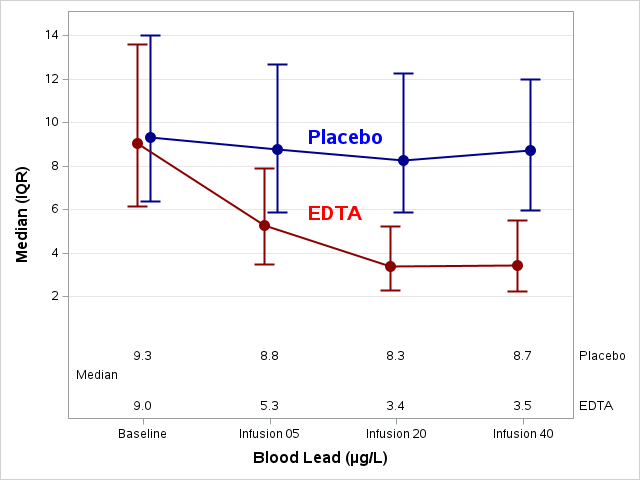 14
12
10
8
6
4
2
Median (IQR)
Placebo
EDTA
9.3 8.8 8.3 8.7 Placebo
Median
9.0 5.3 3.4 3.5 EDTA
Baseline Infusion 05 Infusion 20 Infusion 40
Blood Lead (µg/L)